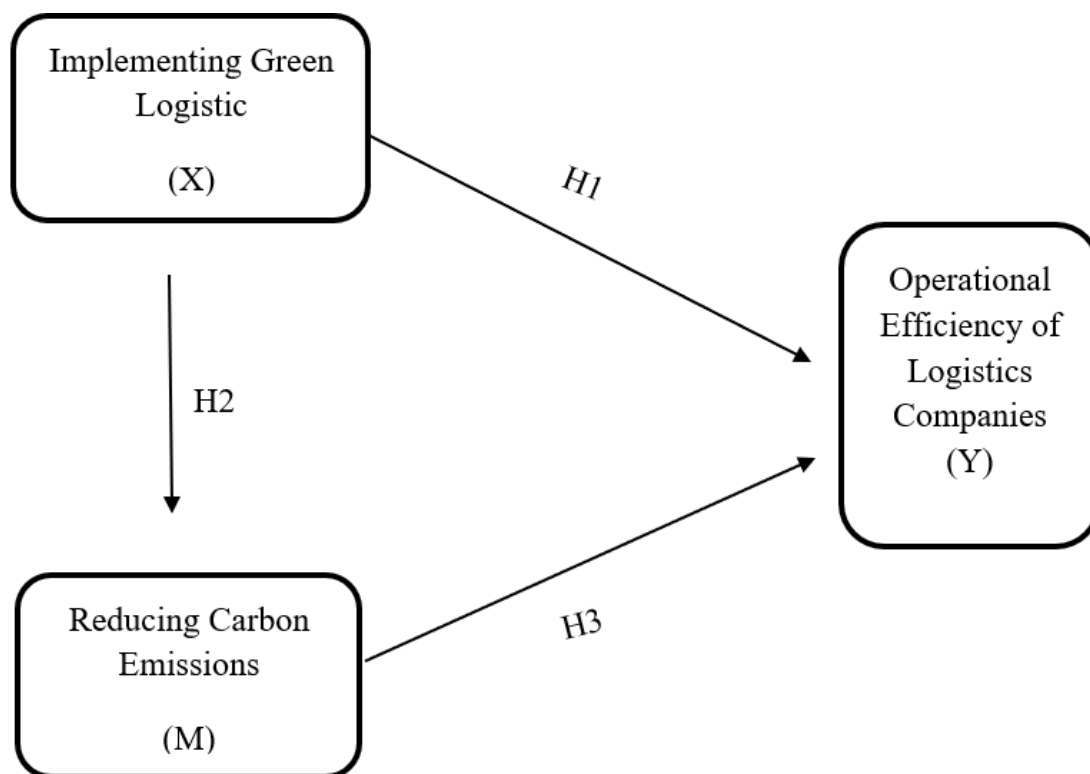 Implementing Green
Logistic
(X)
H1
Operational
Efficiency of
Logistics
Companies
(Y)
H2
H3
Reducing Carbon
Emissions
(M)